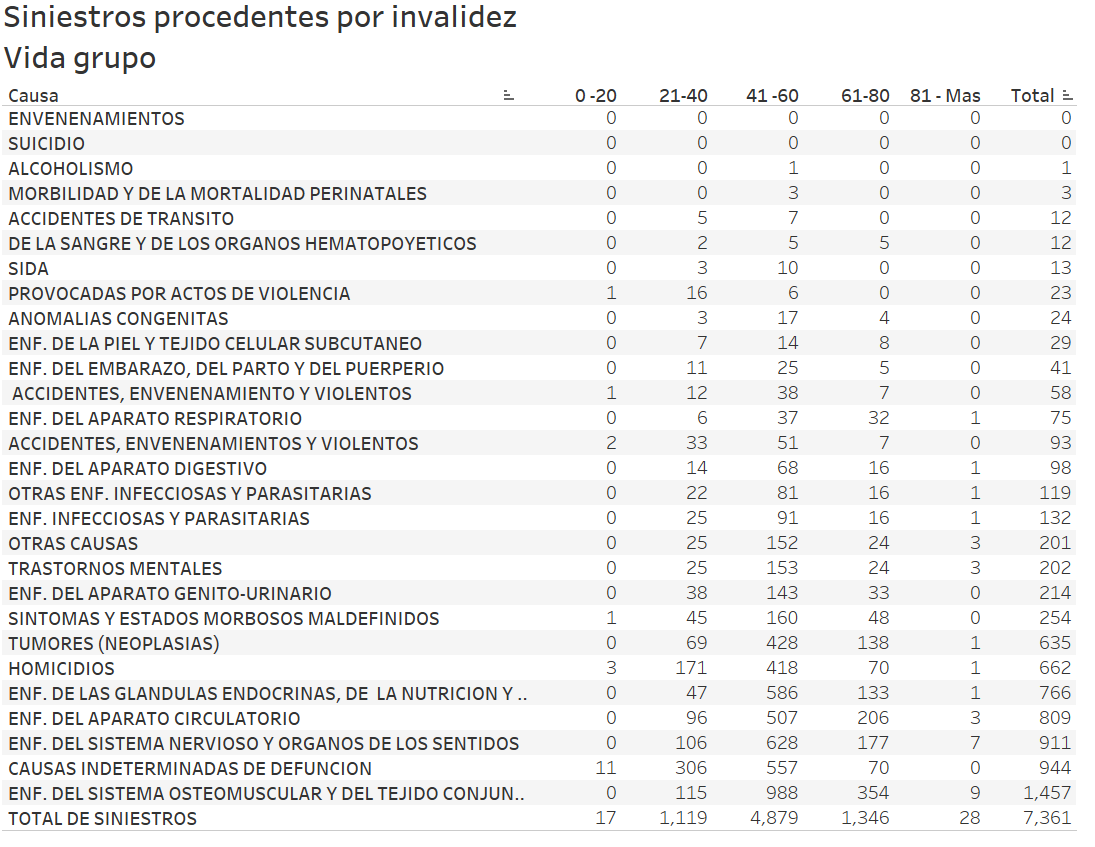 Siniestros procedentes por invalidez
Vida grupo
Causa 0 -20 21-40 41 -60 61-80 81 - Mas Total
ENVENENAMIENTOS 0 0 0 0 0 0
SUICIDIO 0 0 0 0 0 0
ALCOHOLISMO 0 0 1 0 0 1
MORBILIDAD Y DE LA MORTALIDAD PERINATALES 0 0 3 0 0 3
ACCIDENTES DE TRANSITO 0 5 7 0 0 12
DE LA SANGRE Y DE LOS ORGANOS HEMATOPOYETICOS 0 2 5 5 0 12
SIDA 0 3 10 0 0 13
PROVOCADAS POR ACTOS DE VIOLENCIA 1 16 6 0 0 23
ANOMALIAS CONGENITAS 0 3 17 4 0 24
ENF. DE LA PIEL Y TEJIDO CELULAR SUBCUTANEO 0 7 14 8 0 29
ENF. DEL EMBARAZO, DEL PARTO Y DEL PUERPERIO 0 11 25 5 0 41
ACCIDENTES, ENVENENAMIENTO Y VIOLENTOS 1 12 38 7 0 58
ENF. DEL APARATO RESPIRATORIO 0 6 37 32 1 75
ACCIDENTES, ENVENENAMIENTOS Y VIOLENTOS 2 33 51 7 0 93
ENF. DEL APARATO DIGESTIVO 0 14 68 16 1 98
OTRAS ENF. INFECCIOSAS Y PARASITARIAS 0 22 81 16 1 119
ENF. INFECCIOSAS Y PARASITARIAS 0 25 91 16 1 132
OTRAS CAUSAS 0 25 152 24 3 201
TRASTORNOS MENTALES 0 25 153 24 3 202
ENF. DEL APARATO GENITO-URINARIO 0 38 143 33 0 214
SINTOMAS Y ESTADOS MORBOSOS MALDEFINIDOS 1 45 160 48 0 254
TUMORES (NEOPLASIAS) 0 69 428 138 1 635
HOMICIDIOS 3 171 418 70 1 662
ENF. DE LAS GLANDULAS ENDOCRINAS, DE  LA NUTRICION Y .. 0 47 586 133 1 766
ENF. DEL APARATO CIRCULATORIO 0 96 507 206 3 809
ENF. DEL SISTEMA NERVIOSO Y ORGANOS DE LOS SENTIDOS 0 106 628 177 7 911
CAUSAS INDETERMINADAS DE DEFUNCION 11 306 557 70 0 944
ENF. DEL SISTEMA OSTEOMUSCULAR Y DEL TEJIDO CONJUN.. 0 115 988 354 9 1,457
TOTAL DE SINIESTROS 17 1,119 4,879 1,346 28 7,361